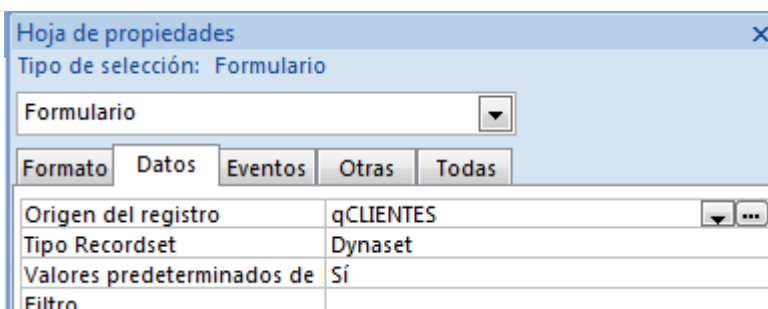 Hoja de propiedades
Tipo de selección: Formulario
Formulario
Formato Datos Eventos Otras Todas
Origen del registro qCLIENTES
Tipo Recordset Dynaset
Valores predeterminados de Sí
Filtro